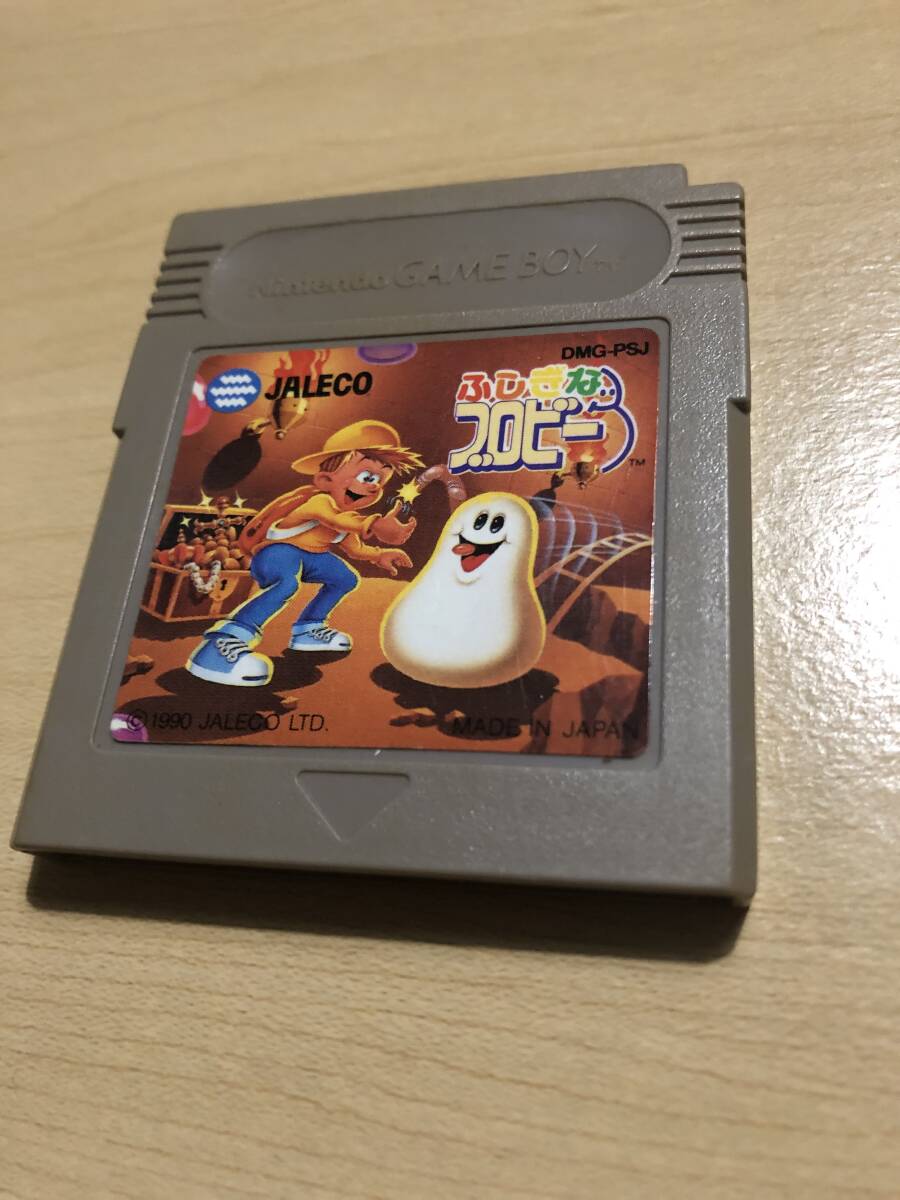 Nintendo GAME BOY TM
DMG-PSJ
JALECO
ふしぎな
ブロビー
TM
©1990 JALECO LTD.
MADE IN JAPAN